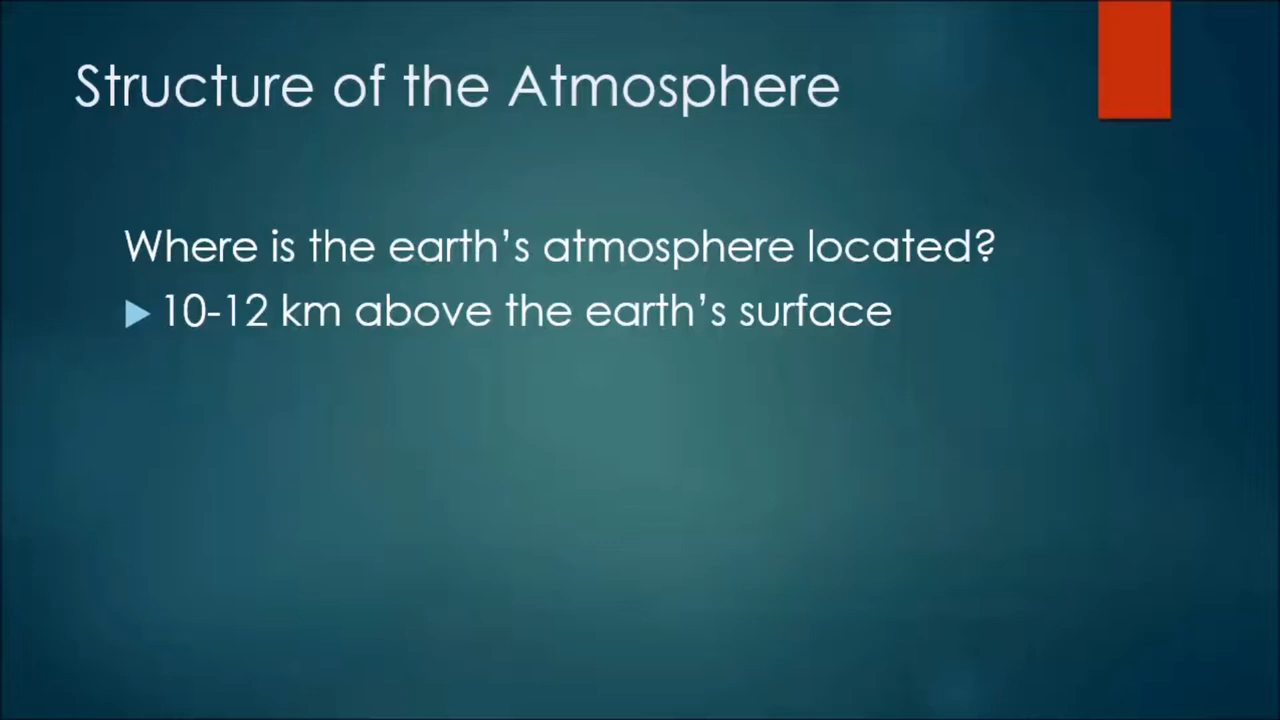 Structure of the Atmosphere
Where is the earth's atmosphere located?
10-12 km above the earth's surface